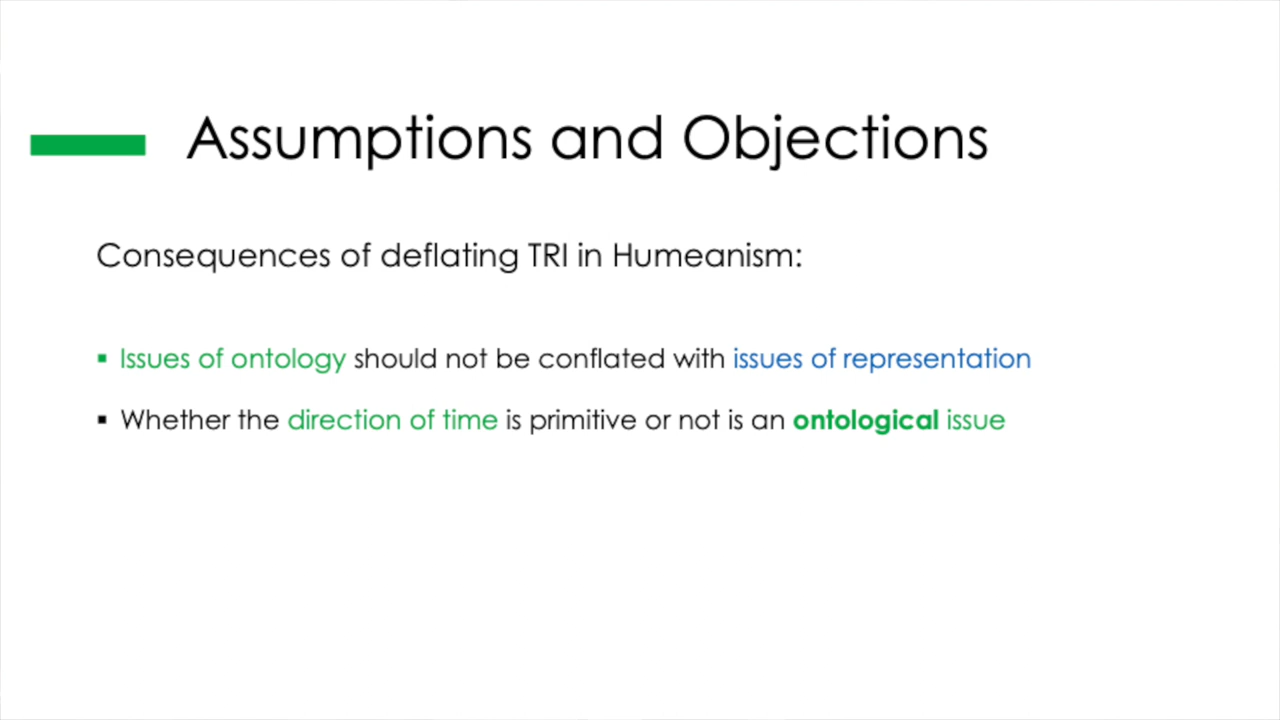 Assumptions and Objections
Consequences of deflating TRI in Humeanism:
Issues of ontology should not be conflated with issues of representation
Whether the direction of time is primitive or not is an ontological issue